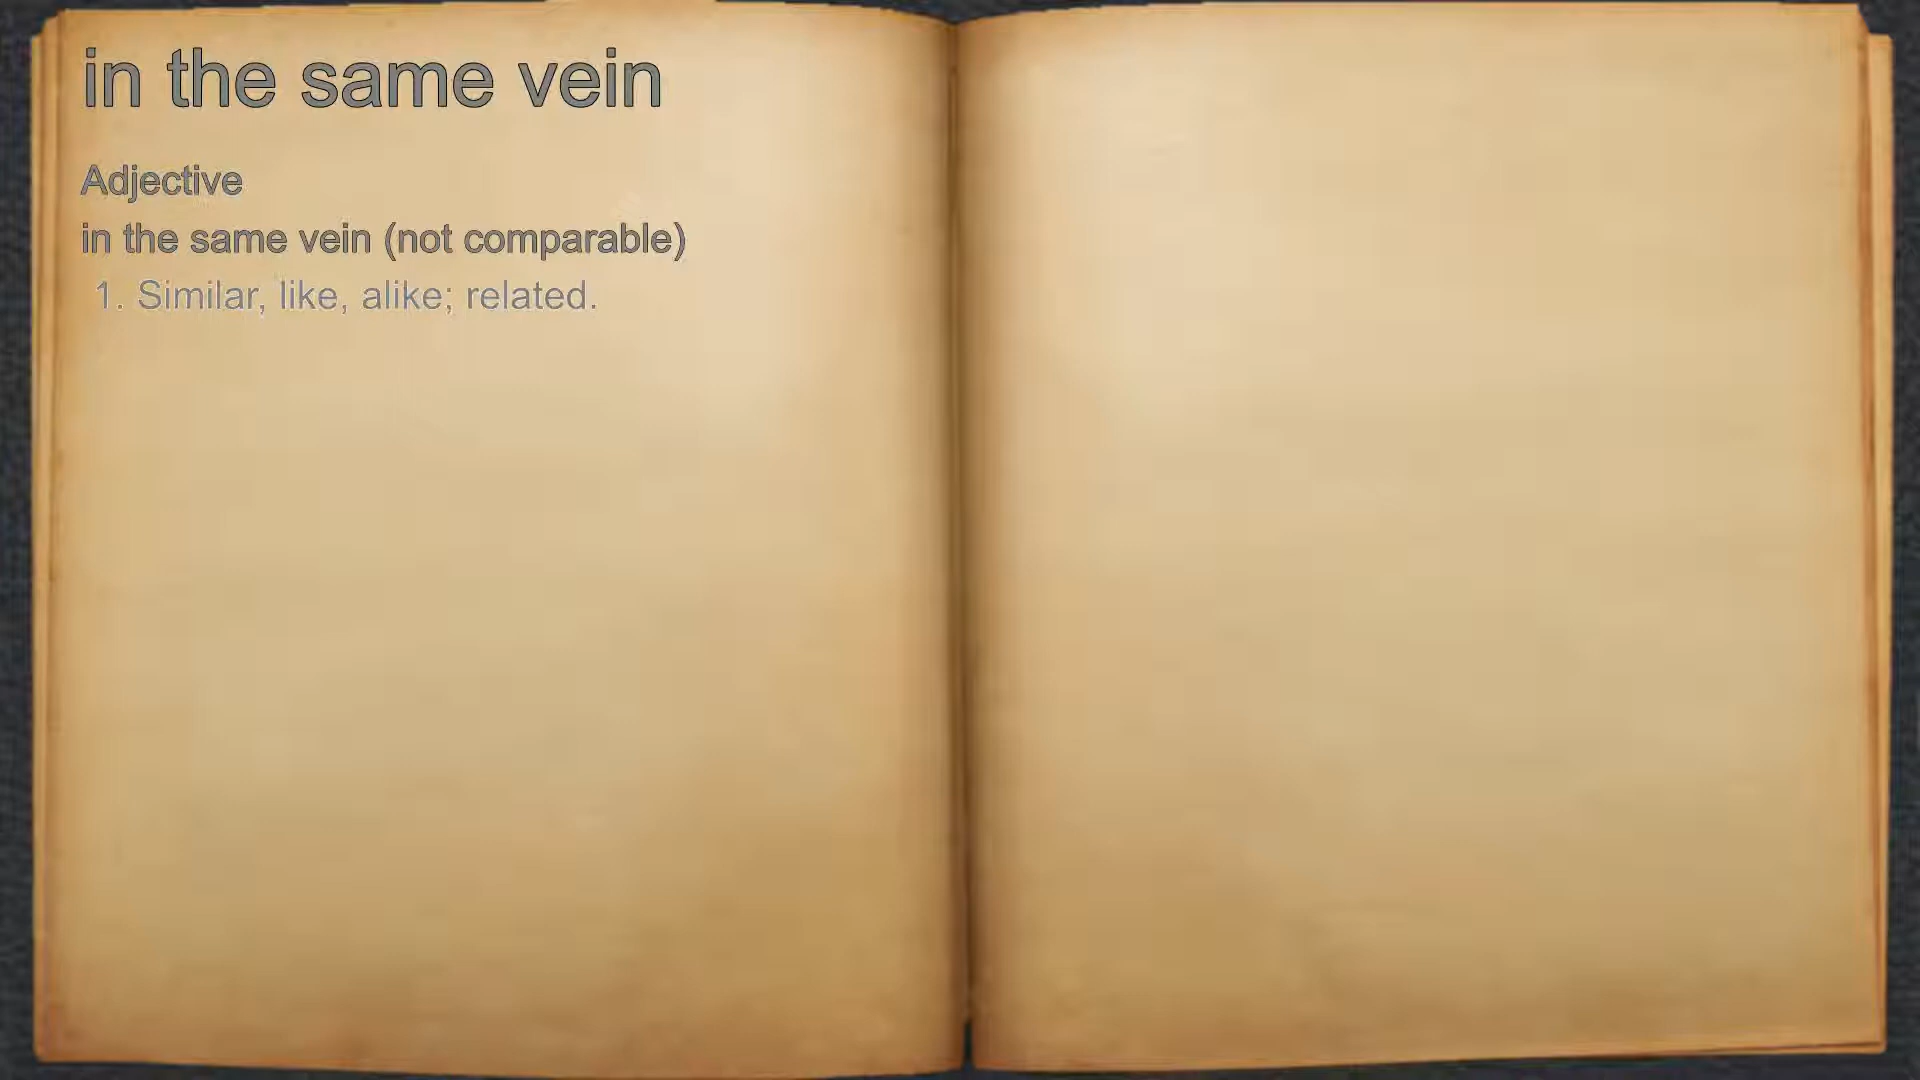 in the same vein
Adjective
in the same vein (not comparable)
1. Similar, like, alike; related.